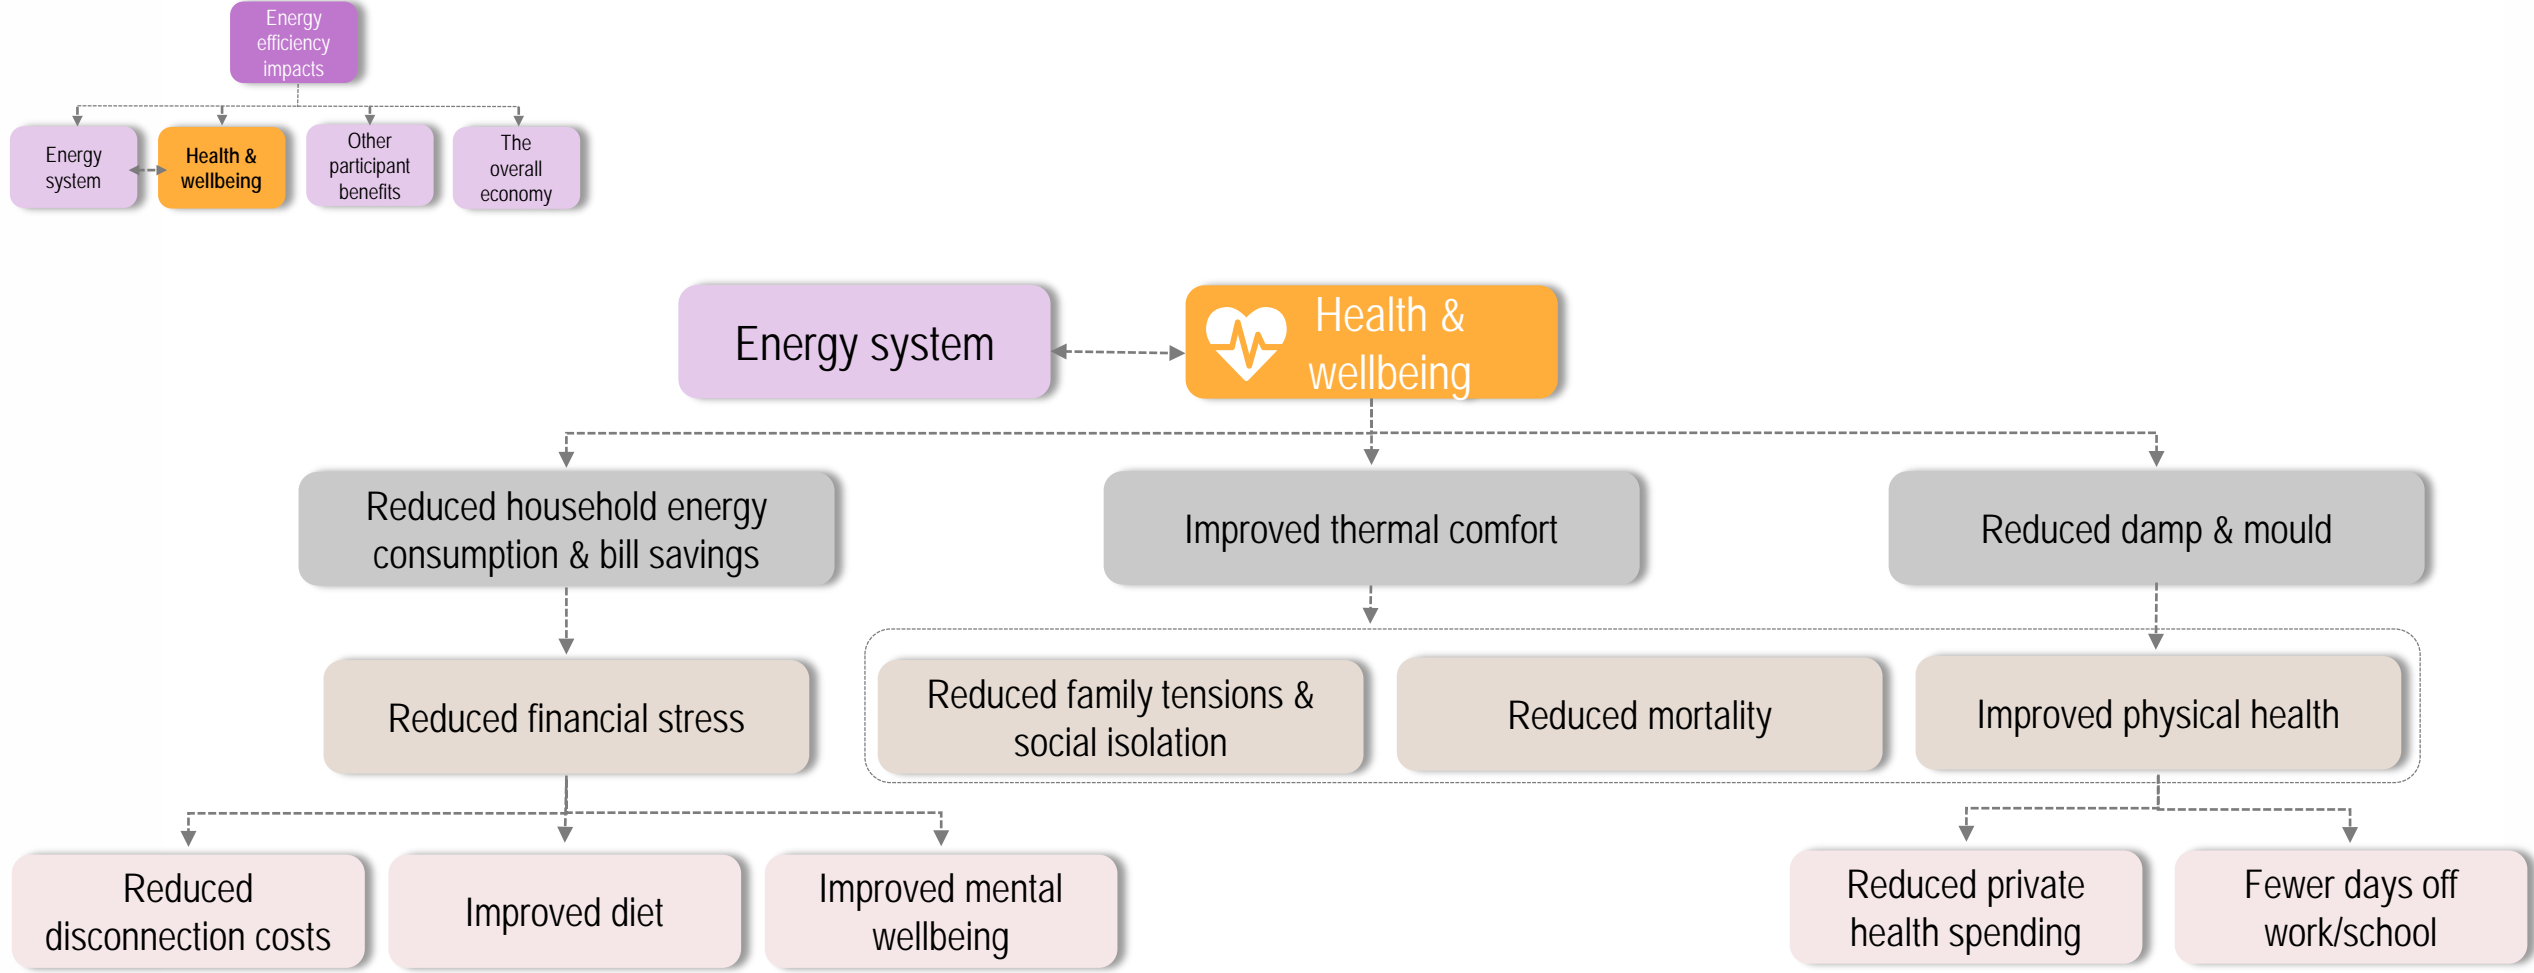 Energy
efficiency
impacts
Energy
system
Health &
wellbeing
Other
participant
benefits
The
overall
economy
Energy system
Health &
wellbeing
Reduced household energy
consumption & bill savings
Improved thermal comfort
Reduced damp & mould
Reduced financial stress
Reduced family tensions &
social isolation
Reduced mortality
Improved physical health
Reduced
disconnection costs
Improved diet
Improved mental
wellbeing
Reduced private
health spending
Fewer days off
work/school